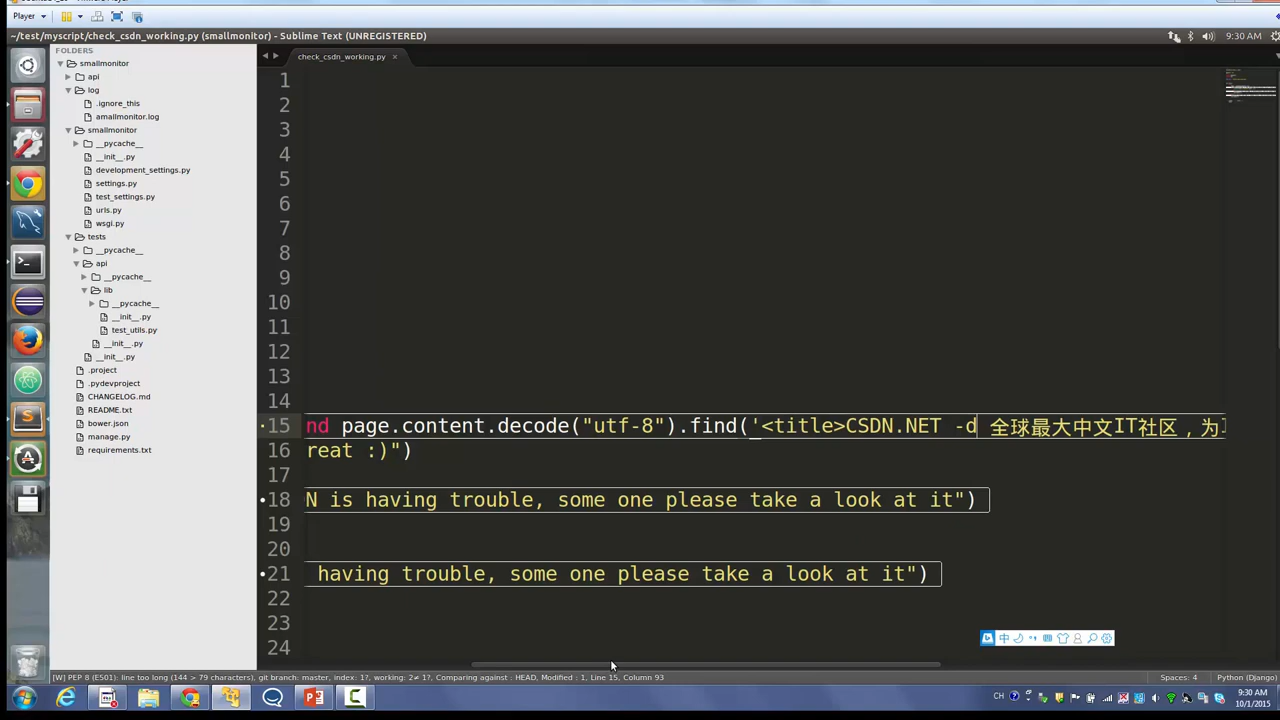 Player
~/test/myscript/check_csdn_working.py (smallmonitor) - Sublime Text (UNREGISTERED)
9:30 AM
FOLDERS
smallmonitor
api
log
.ignore_this
amallmonitor.log
smallmonitor
__pycache__
__init__.py
development_settings.py
settings.py
test_settings.py
urls.py
wsgi.py
tests
__pycache__
api
__pycache__
lib
__pycache__
__init__.py
test_utils.py
__init__.py
__init__.py
.project
.pydevproject
CHANGELOG.md
README.txt
bower.json
manage.py
requirements.txt
check_csdn_working.py ×
1
2
3
4
5
6
7
8
9
10
11
12
13
14
15 nd page.content.decode("utf-8").find('<title>CSDN.NET -d 全球最大中文IT社区，为I
16 reat :)")
17
18 N is having trouble, some one please take a look at it")
19
20
21 having trouble, some one please take a look at it")
22
23
24
中
[W] PEP 8 (E501): line too long (144 > 79 characters), git branch: master, index: 1?, working: 2≠ 1?, Comparing against : HEAD, Modified : 1, Line 15, Column 93
Spaces: 4
Python (Django)
CH
9:30 AM
10/1/2015